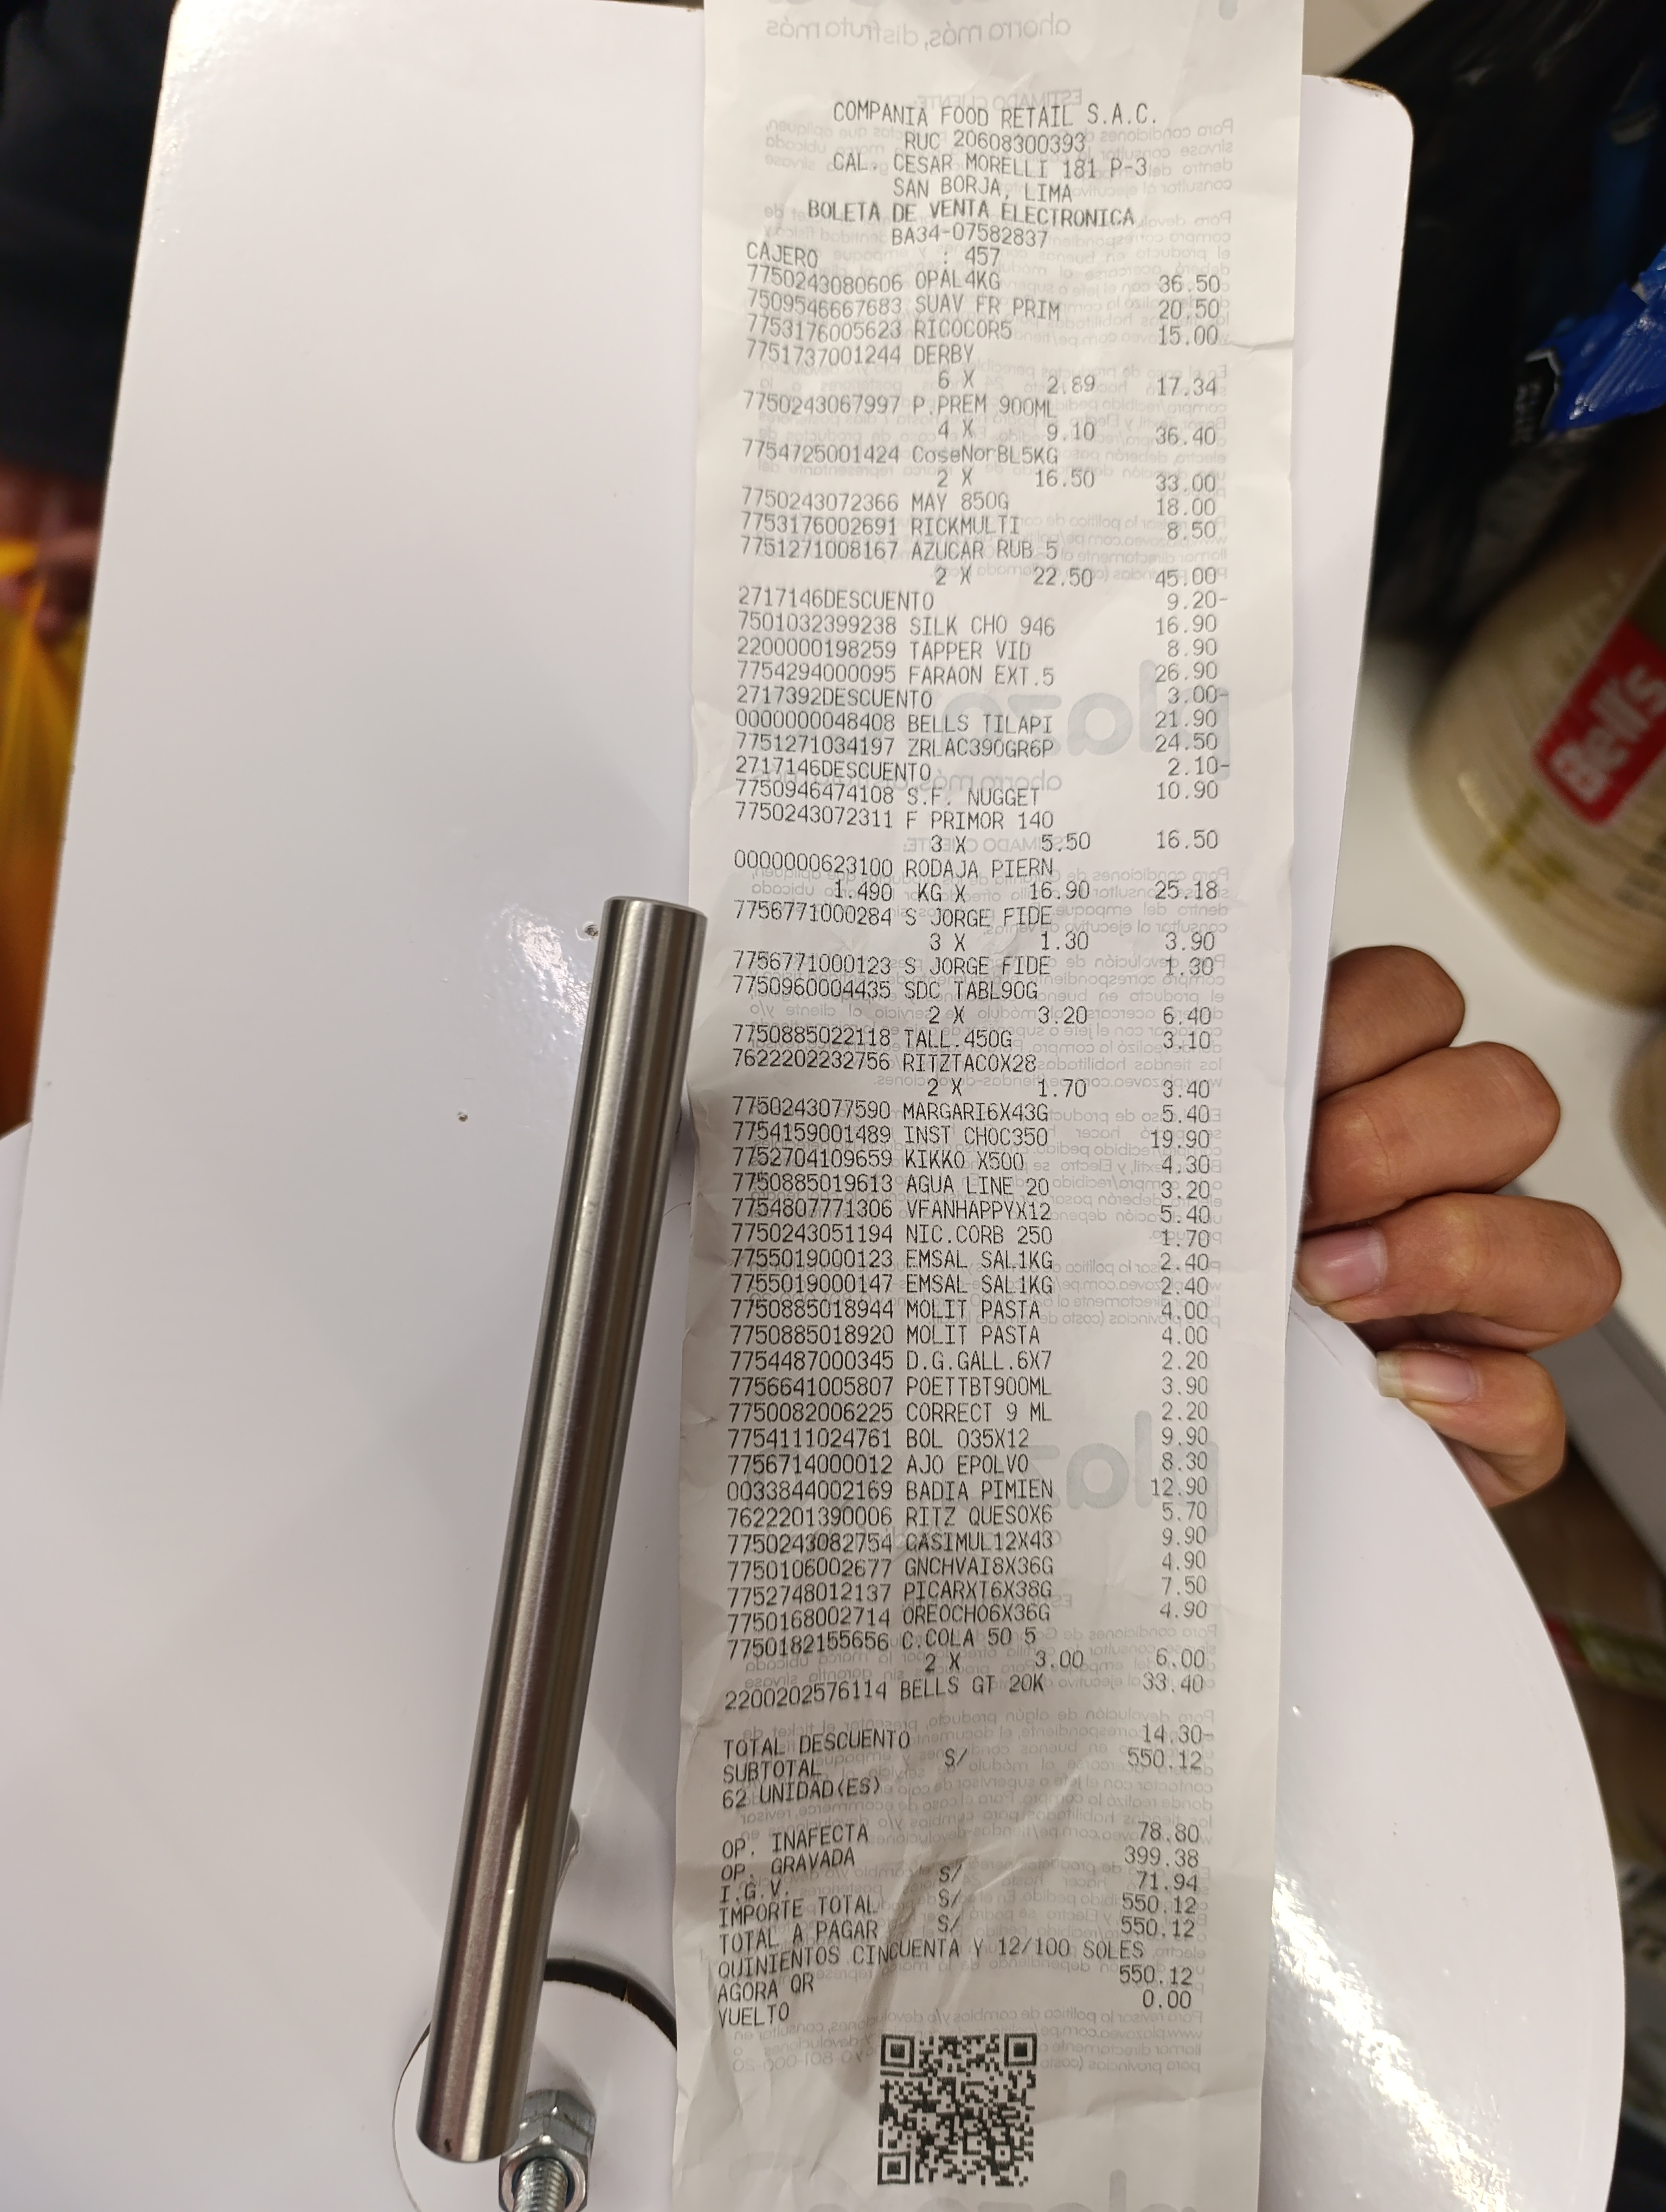 COMPANIA FOOD RETAIL S.A.C.
RUC 20608300393
CAL. CESAR MORELLI 181 P-3
SAN BORJA, LIMA
BOLETA DE VENTA ELECTRONICA
BA34-07582837
CAJERO : 457
7750243080606 OPAL4KG 36.50
7509546667683 SUAV FR PRIM 20.50
7753176005623 RICOCOR5 15.00
7751737001244 DERBY
6 X 2.89 17.34
7750243067997 P.PREM 900ML
4 X 9.10 36.40
7754725001424 CoseNorBL5KG
2 X 16.50 33.00
7750243072366 MAY 850G 18.00
7753176002691 RICKMULTI 8.50
7751271008167 AZUCAR RUB 5
2 X 22.50 45.00
2717146DESCUENTO 9.20-
7501032399238 SILK CHO 946 16.90
2200000198259 TAPPER VID 8.90
7754294000095 FARAON EXT.5 26.90
2717392DESCUENTO 3.00-
0000000048408 BELLS TILAPI 21.90
7751271034197 ZRLAC390GR6P 24.50
2717146DESCUENTO 2.10-
7750946474108 S.F. NUGGET 10.90
7750243072311 F PRIMOR 140
3 X 5.50 16.50
0000000623100 RODAJA PIERN
1.490 KG X 16.90 25.18
7756771000284 S JORGE FIDE
3 X 1.30 3.90
7756771000123 S JORGE FIDE 1.30
7750960004435 SDC TABL90G
2 X 3.20 6.40
7750885022118 TALL.450G 3.10
7622202232756 RITZTACOX28
2 X 1.70 3.40
7750243077590 MARGARI6X43G 5.40
7754159001489 INST CHOC350 19.90
7752704109659 KIKKO X500 4.30
7750885019613 AGUA LINE 20 3.20
7754807771306 VFANHAPPYX12 5.40
7750243051194 NIC.CORB 250 1.70
7755019000123 EMSAL SAL1KG 2.40
7755019000147 EMSAL SAL1KG 2.40
7750885018944 MOLIT PASTA 4.00
7750885018920 MOLIT PASTA 4.00
7754487000345 D.G.GALL.6X7 2.20
7756641005807 POETTBT900ML 3.90
7750082006225 CORRECT 9 ML 2.20
7754111024761 BOL 035X12 9.90
7756714000012 AJO EPOLVO 8.30
0033844002169 BADIA PIMIEN 12.90
7622201390006 RITZ QUESOX6 5.70
7750243082754 CASIMUL12X43 9.90
7750106002677 GNCHVAI8X36G 4.90
7752748012137 PICARXT6X38G 7.50
7750168002714 OREOCHO6X36G 4.90
7750182155656 C.COLA 50 5
2 X 3.00 6.00
2200202576114 BELLS GT 20K 33.40
TOTAL DESCUENTO 14.30-
SUBTOTAL S/ 550.12
62 UNIDAD(ES)
OP. INAFECTA 78.80
OP. GRAVADA 399.38
I.G.V. S/ 71.94
IMPORTE TOTAL S/ 550.12
TOTAL A PAGAR S/ 550.12
QUINIENTOS CINCUENTA Y 12/100 SOLES
AGORA QR 550.12
VUELTO 0.00
Bell's